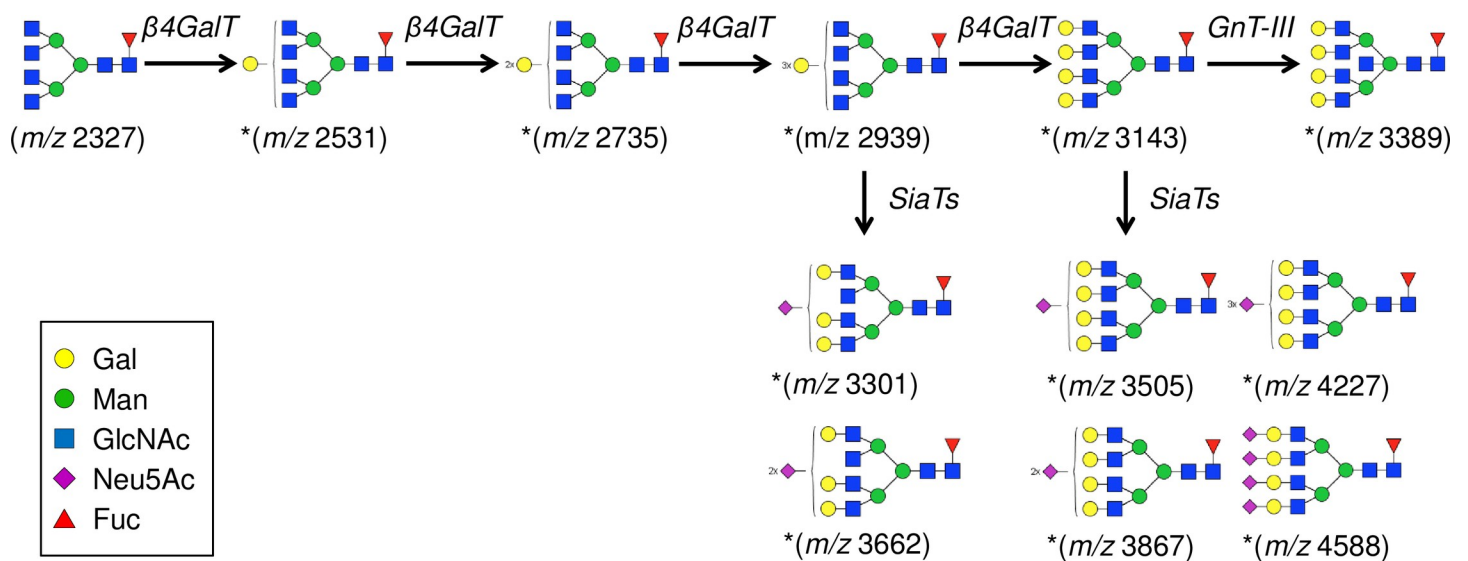 β4GalT β4GalT β4GalT β4GalT GnT-III
2x 3x
(m/z 2327) *(m/z 2531) *(m/z 2735) *(m/z 2939) *(m/z 3143) *(m/z 3389)
SiaTs SiaTs
3x
*(m/z 3301) *(m/z 3505) *(m/z 4227)
2x 2x
*(m/z 3662) *(m/z 3867) *(m/z 4588)
Gal
Man
GlcNAc
Neu5Ac
Fuc